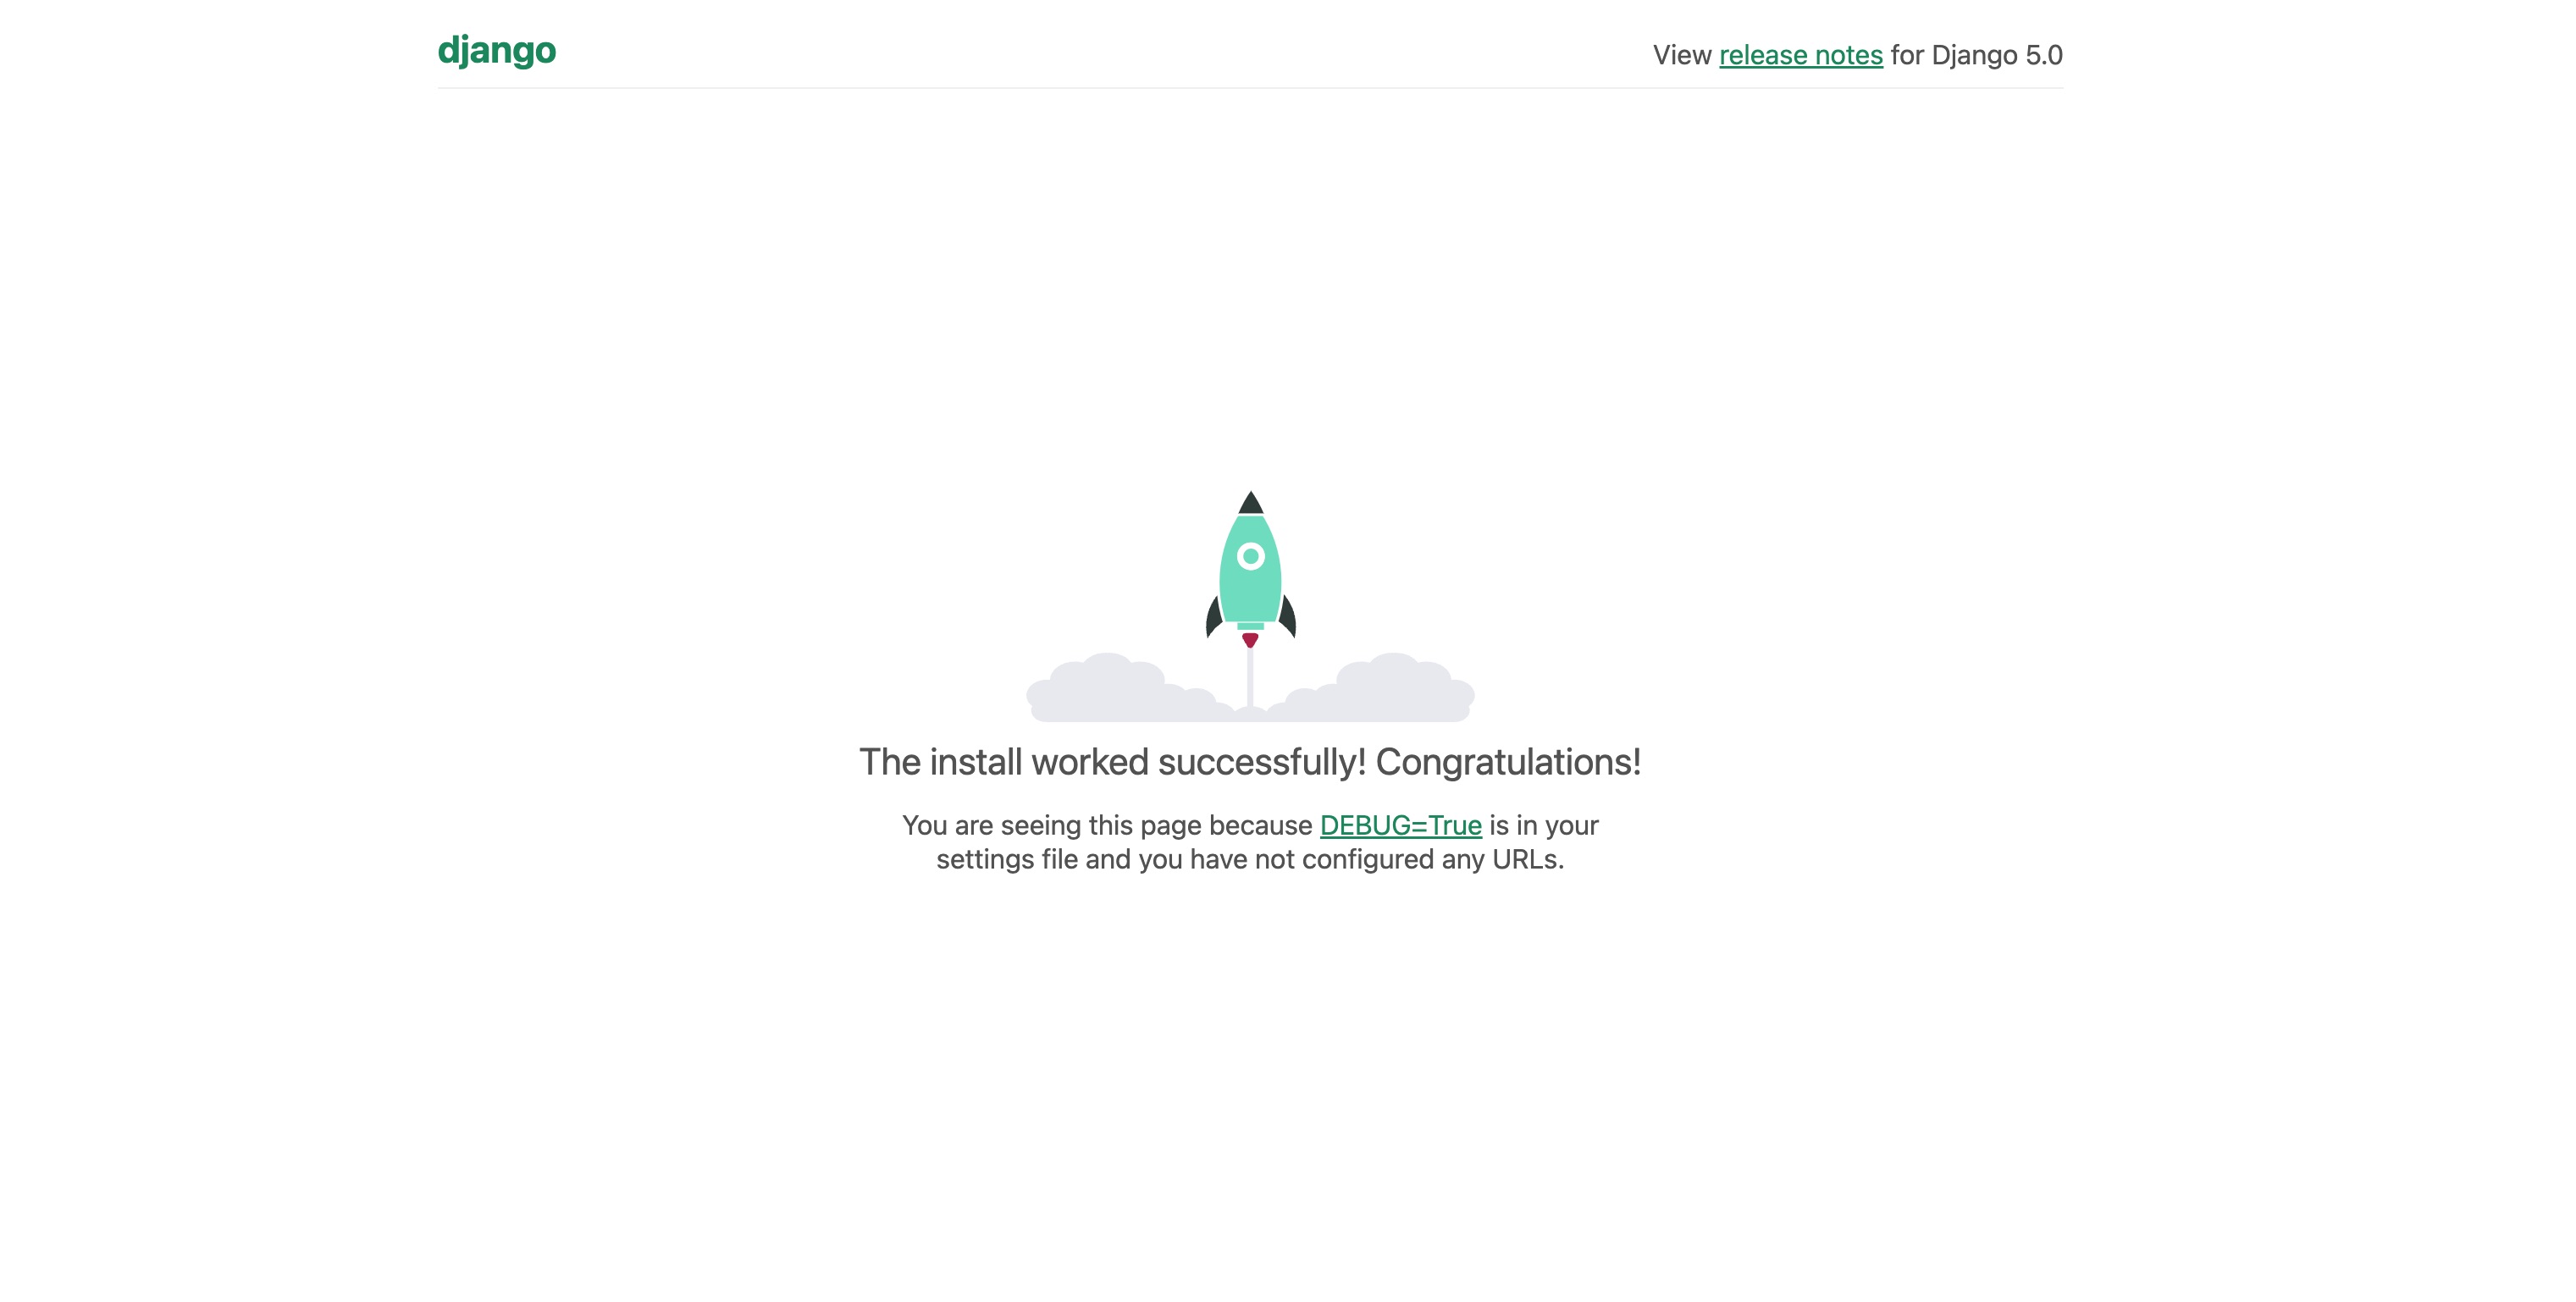 django
View release notes for Django 5.0
The install worked successfully! Congratulations!
You are seeing this page because DEBUG=True is in your
settings file and you have not configured any URLs.